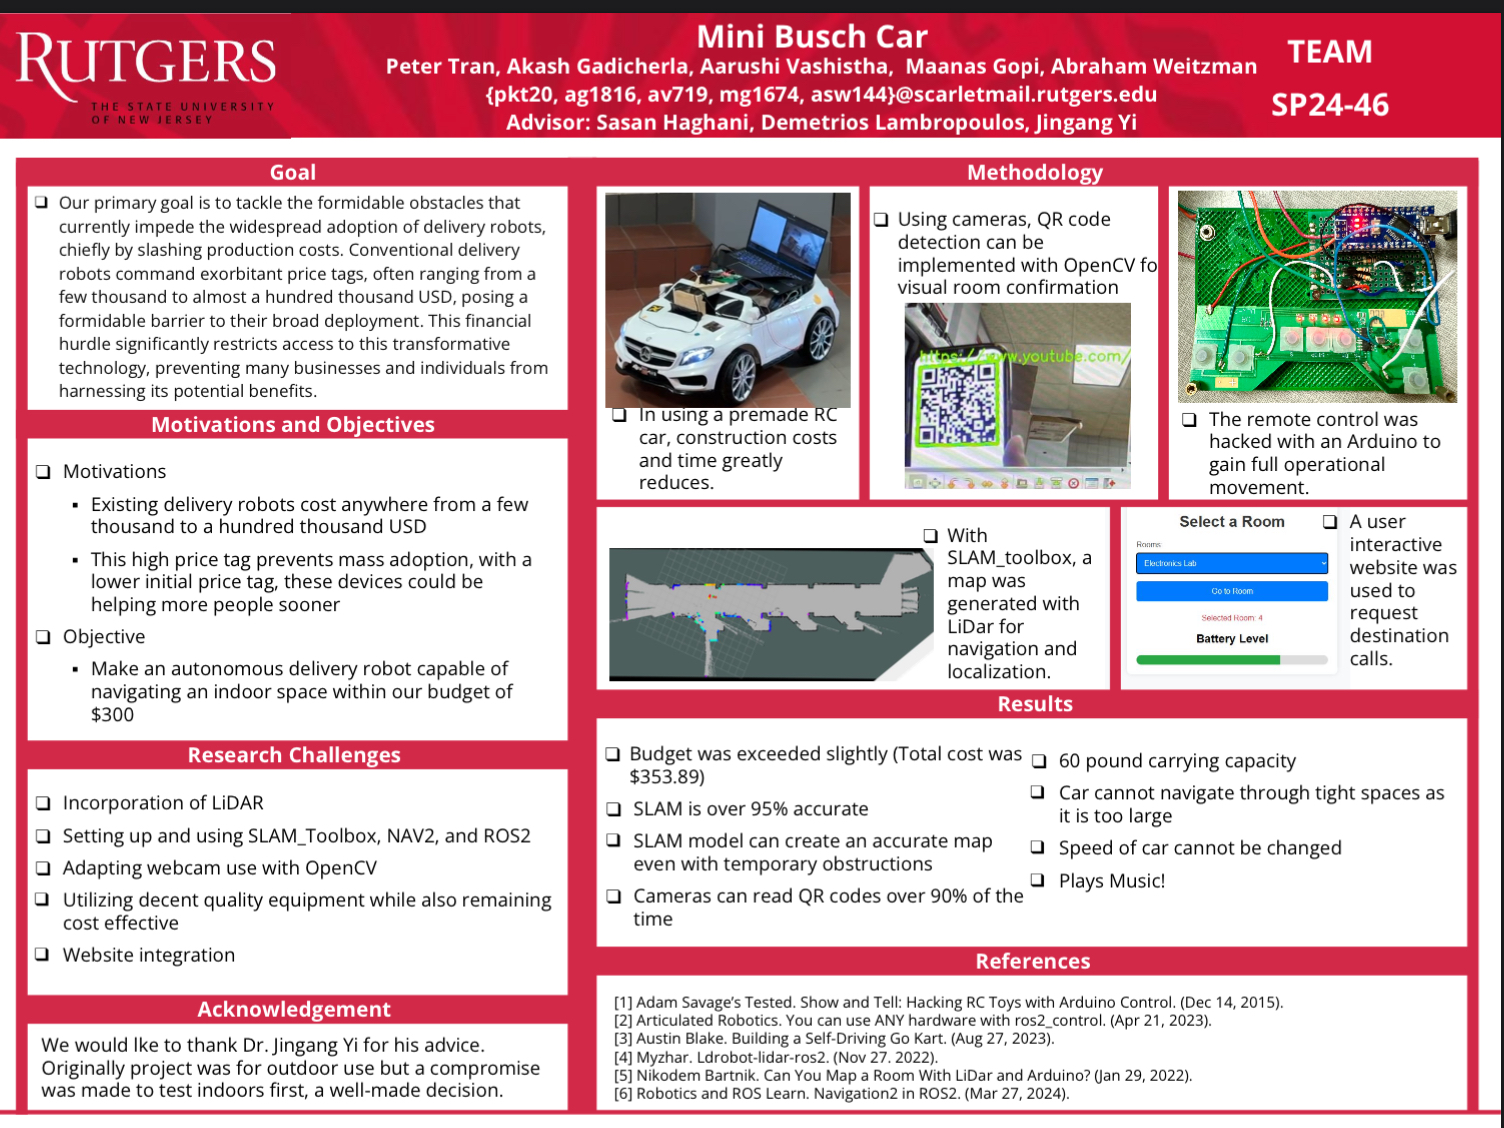 RUTGERS
THE STATE UNIVERSITY
OF NEW JERSEY
Mini Busch Car
Peter Tran, Akash Gadicherla, Aarushi Vashistha, Maanas Gopi, Abraham Weitzman
{pkt20, ag1816, av719, mg1674, asw144}@scarletmail.rutgers.edu
Advisor: Sasan Haghani, Demetrios Lambropoulos, Jingang Yi
TEAM
SP24-46
Goal
❑ Our primary goal is to tackle the formidable obstacles that
currently impede the widespread adoption of delivery robots,
chiefly by slashing production costs. Conventional delivery
robots command exorbitant price tags, often ranging from a
few thousand to almost a hundred thousand USD, posing a
formidable barrier to their broad deployment. This financial
hurdle significantly restricts access to this transformative
technology, preventing many businesses and individuals from
harnessing its potential benefits.
Motivations and Objectives
❑ Motivations
▪ Existing delivery robots cost anywhere from a few
thousand to a hundred thousand USD
▪ This high price tag prevents mass adoption, with a
lower initial price tag, these devices could be
helping more people sooner
❑ Objective
▪ Make an autonomous delivery robot capable of
navigating an indoor space within our budget of
$300
Research Challenges
❑ Incorporation of LiDAR
❑ Setting up and using SLAM_Toolbox, NAV2, and ROS2
❑ Adapting webcam use with OpenCV
❑ Utilizing decent quality equipment while also remaining
cost effective
❑ Website integration
Acknowledgement
We would lke to thank Dr. Jingang Yi for his advice.
Originally project was for outdoor use but a compromise
was made to test indoors first, a well-made decision.
Methodology
❑ In using a premade RC
car, construction costs
and time greatly
reduces.
❑ Using cameras, QR code
detection can be
implemented with OpenCV fo
visual room confirmation
https://www.youtube.com/
❑ The remote control was
hacked with an Arduino to
gain full operational
movement.
❑ With
SLAM_toolbox, a
map was
generated with
LiDar for
navigation and
localization.
Select a Room
Rooms:
Electronics Lab
Go to Room
Selected Room: 4
Battery Level
❑ A user
interactive
website was
used to
request
destination
calls.
Results
❑ Budget was exceeded slightly (Total cost was
$353.89)
❑ SLAM is over 95% accurate
❑ SLAM model can create an accurate map
even with temporary obstructions
❑ Cameras can read QR codes over 90% of the
time
❑ 60 pound carrying capacity
❑ Car cannot navigate through tight spaces as
it is too large
❑ Speed of car cannot be changed
❑ Plays Music!
References
[1] Adam Savage’s Tested. Show and Tell: Hacking RC Toys with Arduino Control. (Dec 14, 2015).
[2] Articulated Robotics. You can use ANY hardware with ros2_control. (Apr 21, 2023).
[3] Austin Blake. Building a Self-Driving Go Kart. (Aug 27, 2023).
[4] Myzhar. Ldrobot-lidar-ros2. (Nov 27. 2022).
[5] Nikodem Bartnik. Can You Map a Room With LiDar and Arduino? (Jan 29, 2022).
[6] Robotics and ROS Learn. Navigation2 in ROS2. (Mar 27, 2024).